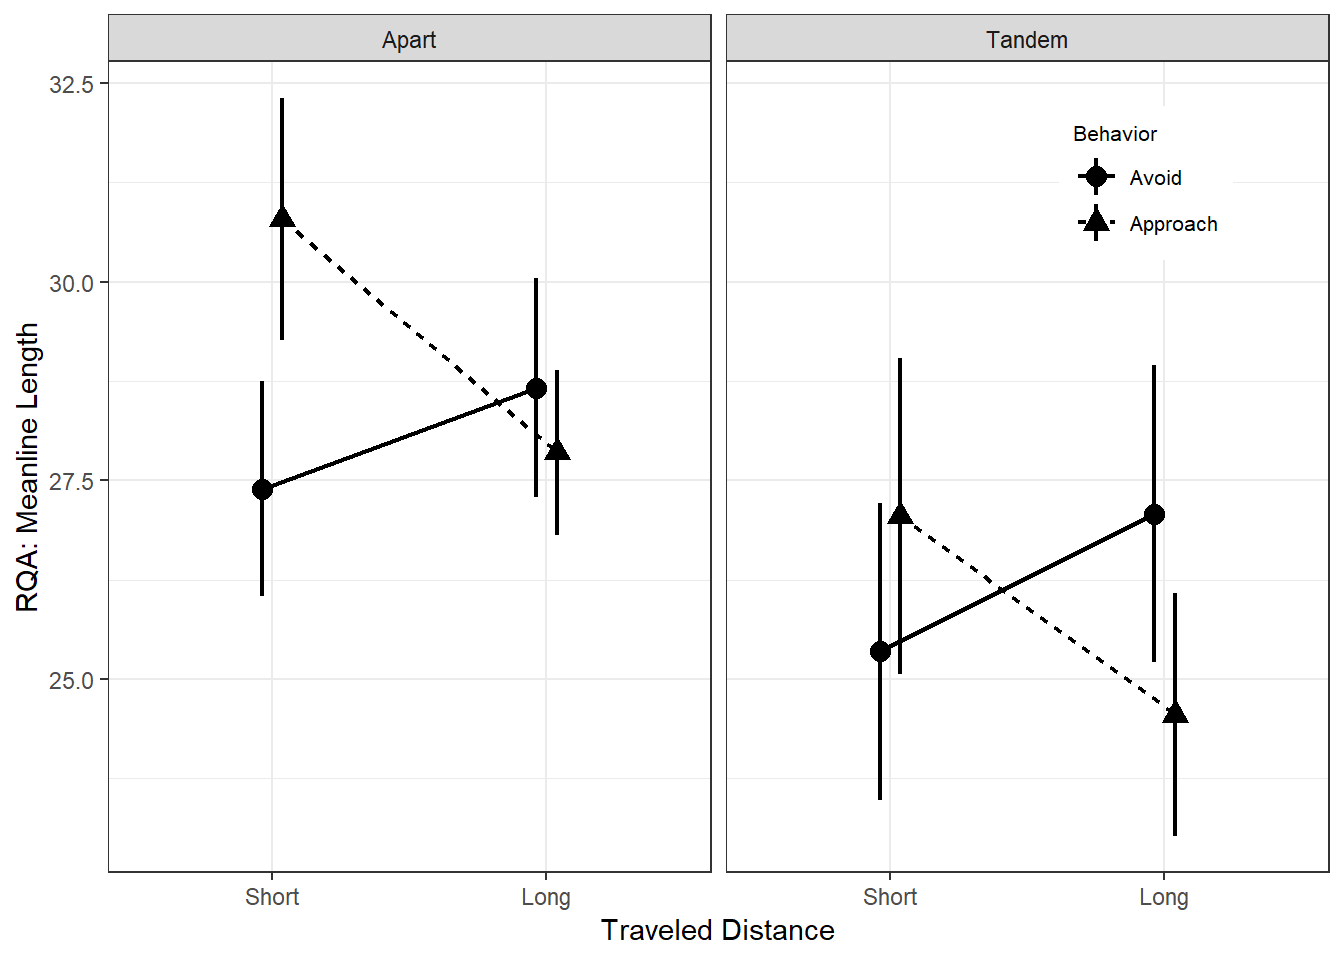 Apart
Tandem
32.5
30.0
27.5
25.0
RQA: Meanline Length
Behavior
Avoid
Approach
Short
Long
Short
Long
Traveled Distance